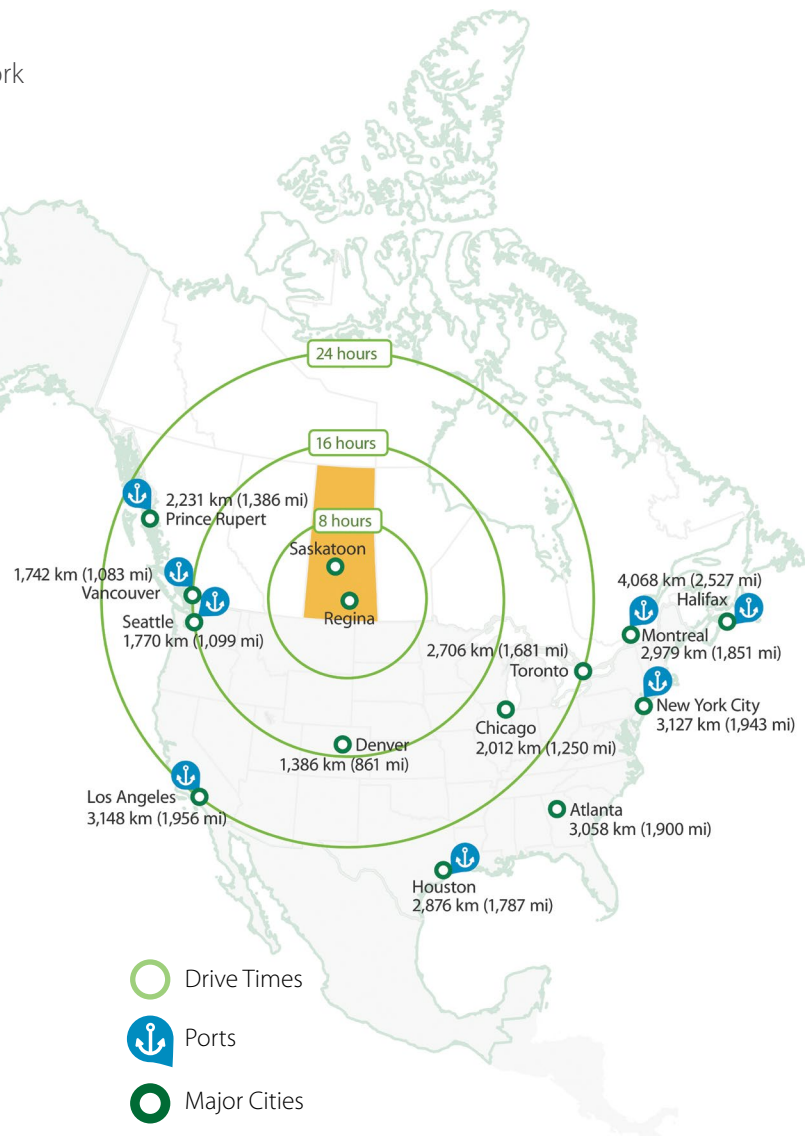 ork
24 hours
16 hours
2,231 km (1,386 mi)
Prince Rupert
8 hours
Saskatoon
1,742 km (1,083 mi)
Vancouver
4,068 km (2,527 mi)
Halifax
Regina
Seattle
1,770 km (1,099 mi)
Montreal
2,979 km (1,851 mi)
2,706 km (1,681 mi)
Toronto
New York City
3,127 km (1,943 mi)
Chicago
2,012 km (1,250 mi)
Denver
1,386 km (861 mi)
Los Angeles
3,148 km (1,956 mi)
Atlanta
3,058 km (1,900 mi)
Houston
2,876 km (1,787 mi)
Drive Times
Ports
Major Cities